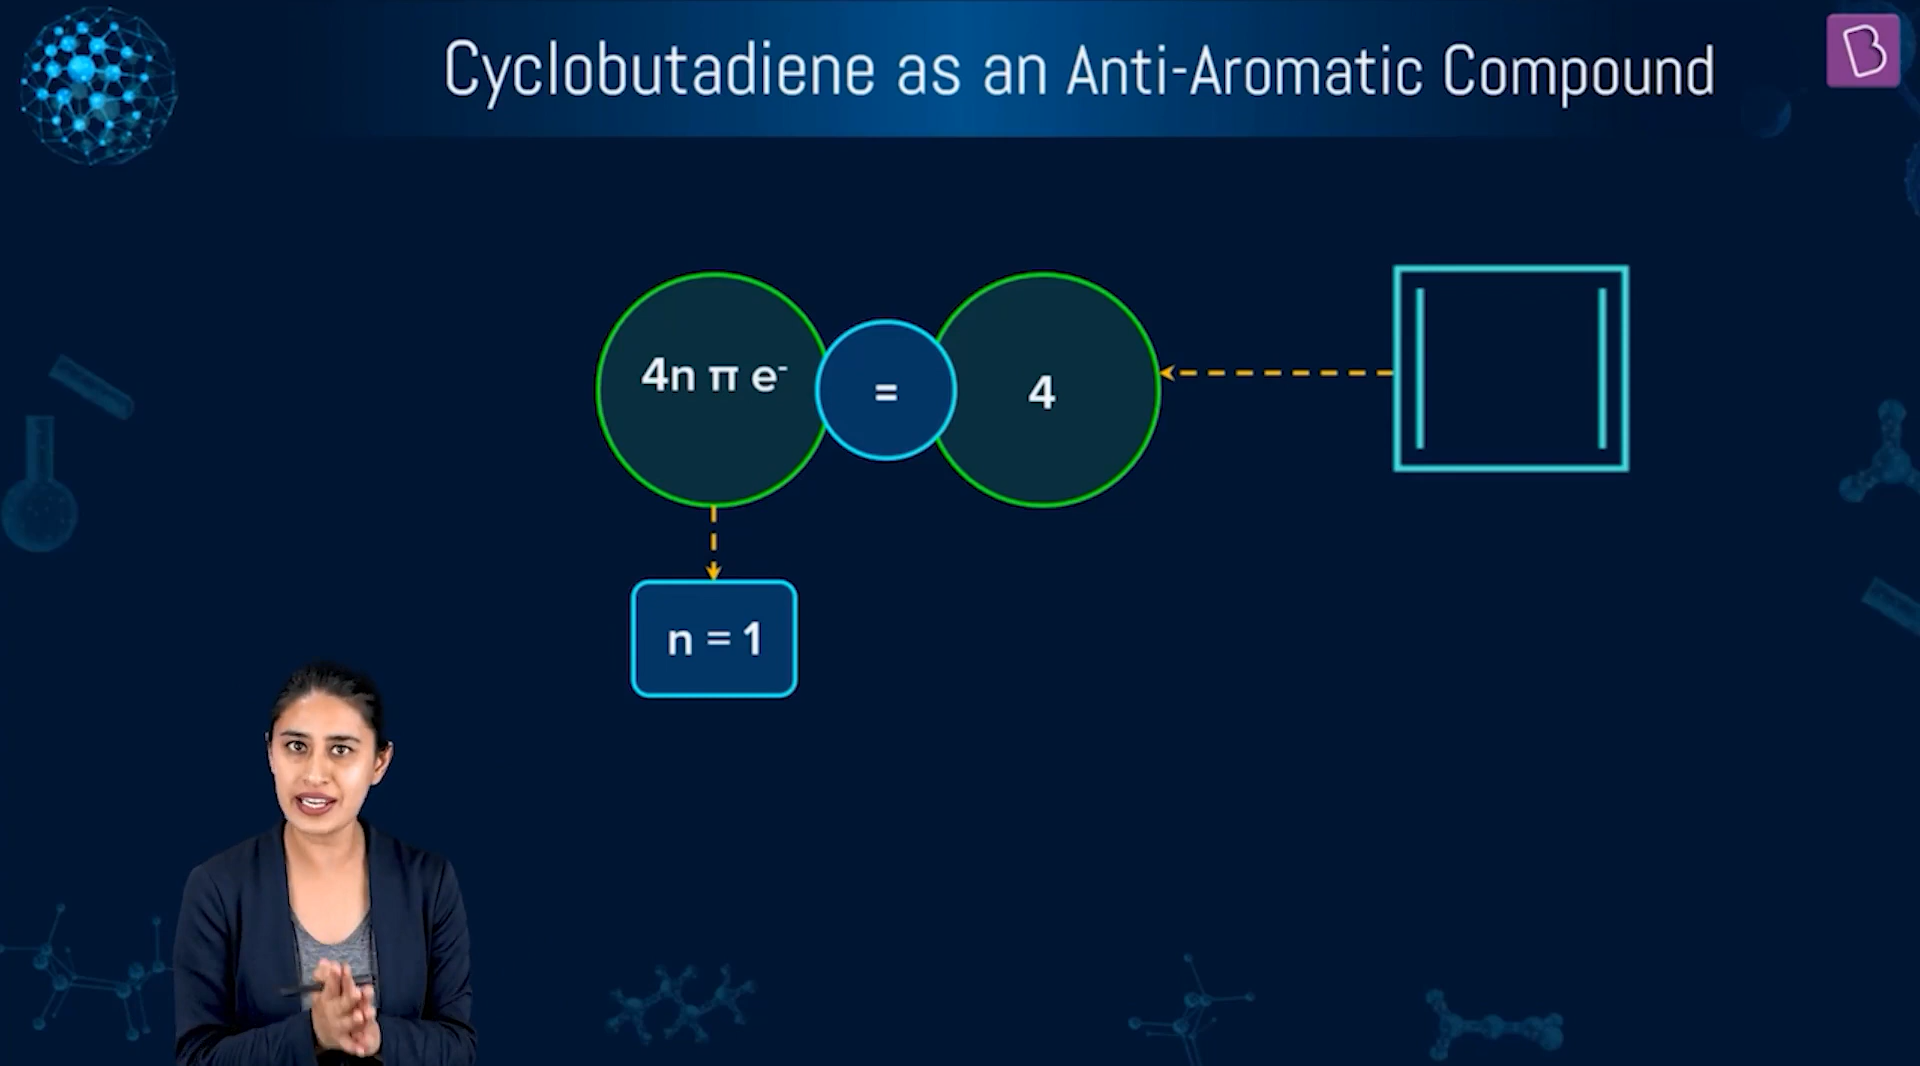 Cyclobutadiene as an Anti-Aromatic Compound
4n π e⁻ = 4
n = 1